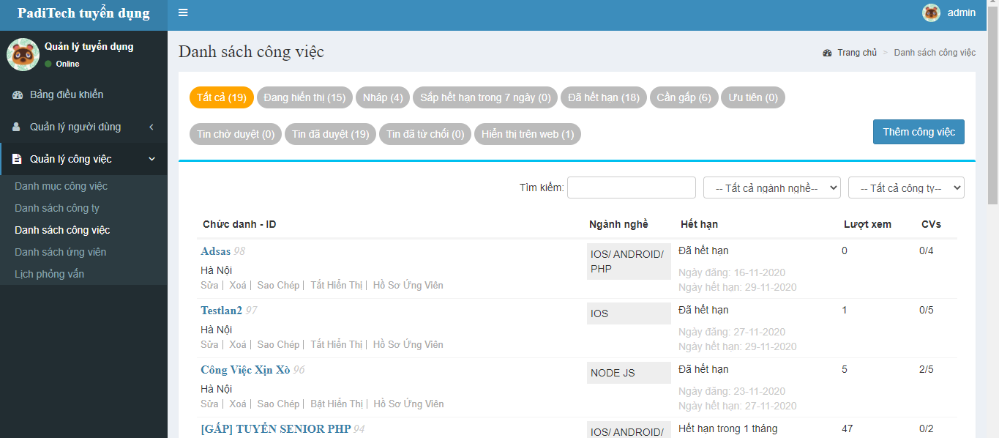 PadiTech tuyển dụng
admin
Quản lý tuyển dụng
Online
Danh sách công việc
Trang chủ > Danh sách công việc
Bảng điều khiển
Quản lý người dùng
Quản lý công việc
Danh mục công việc
Danh sách công ty
Danh sách công việc
Danh sách ứng viên
Lịch phỏng vấn
Tất cả (19) Đang hiển thị (15) Nháp (4) Sắp hết hạn trong 7 ngày (0) Đã hết hạn (18) Cần gấp (6) Ưu tiên (0)
Tin chờ duyệt (0) Tin đã duyệt (19) Tin đã từ chối (0) Hiển thị trên web (1)
Thêm công việc
Tìm kiếm: -- Tất cả ngành nghề-- -- Tất cả công ty--
Chức danh - ID Ngành nghề Hết hạn Lượt xem CVs
Adsas 98
Hà Nội
Sửa | Xoá | Sao Chép | Tắt Hiển Thị | Hồ Sơ Ứng Viên
IOS/ ANDROID/
PHP
Đã hết hạn
Ngày đăng: 16-11-2020
Ngày hết hạn: 29-11-2020
0
0/4
Testlan2 97
Hà Nội
Sửa | Xoá | Sao Chép | Tắt Hiển Thị | Hồ Sơ Ứng Viên
IOS
Đã hết hạn
Ngày đăng: 27-11-2020
Ngày hết hạn: 29-11-2020
1
0/5
Công Việc Xịn Xò 96
Hà Nội
Sửa | Xoá | Sao Chép | Bật Hiển Thị | Hồ Sơ Ứng Viên
NODE JS
Đã hết hạn
Ngày đăng: 23-11-2020
Ngày hết hạn: 27-11-2020
5
2/5
[GẤP] TUYỂN SENIOR PHP 94
IOS/ ANDROID/
Hết hạn trong 1 tháng
47
0/2